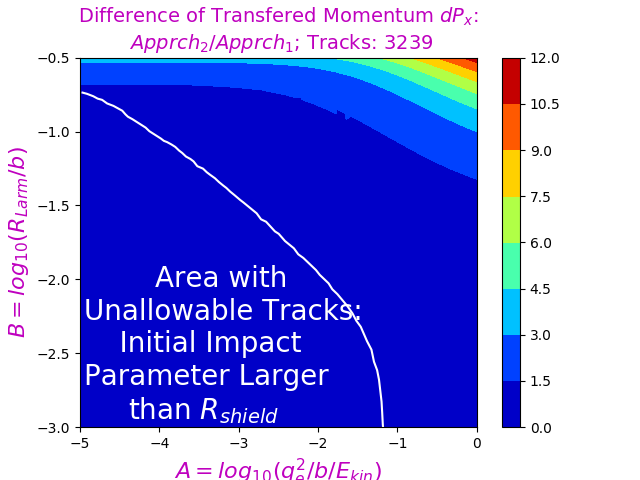 Difference of Transfered Momentum $dP_x$:
$Apprch_2/Apprch_1$; Tracks: 3239
12.0
10.5
9.0
7.5
6.0
4.5
3.0
1.5
0.0
−0.5
−1.0
−1.5
−2.0
−2.5
−3.0
$B = log_{10}(R_{Larm}/b)$
Area with
Unallowable Tracks:
Initial Impact
Parameter Larger
than $R_{shield}$
−5 −4 −3 −2 −1 0
$A = log_{10}(q_e^2/b/E_{kin})$